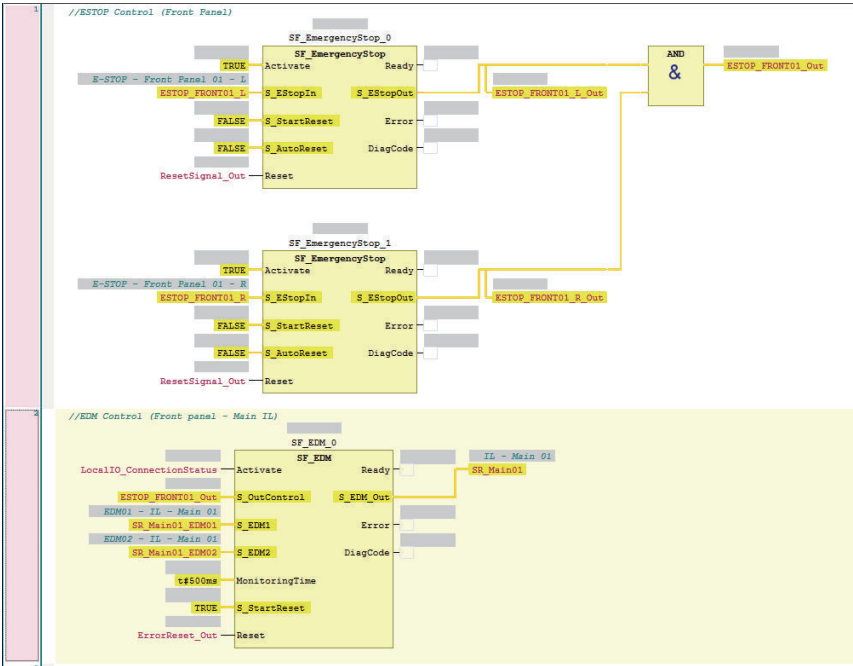 1
//ESTOP Control (Front Panel)
SF_EmergencyStop_0
SF_EmergencyStop
AND
&
TRUE
Activate
Ready
ESTOP_FRONT01_Out
E-STOP - Front Panel 01 - L
ESTOP_FRONT01_L
S_EStopIn
S_EStopOut
ESTOP_FRONT01_L_Out
FALSE
S_StartReset
Error
FALSE
S_AutoReset
DiagCode
ResetSignal_Out
Reset
SF_EmergencyStop_1
SF_EmergencyStop
TRUE
Activate
Ready
E-STOP - Front Panel 01 - R
ESTOP_FRONT01_R
S_EStopIn
S_EStopOut
ESTOP_FRONT01_R_Out
FALSE
S_StartReset
Error
FALSE
S_AutoReset
DiagCode
ResetSignal_Out
Reset
2
//EDM Control (Front panel - Main IL)
SF_EDM_0
SF_EDM
IL - Main 01
LocalIO_ConnectionStatus
Activate
Ready
SR_Main01
ESTOP_FRONT01_Out
S_OutControl
S_EDM_Out
EDM01 - IL - Main 01
SR_Main01_EDM01
S_EDM1
Error
EDM02 - IL - Main 01
SR_Main01_EDM02
S_EDM2
DiagCode
t#500ms
MonitoringTime
TRUE
S_StartReset
ErrorReset_Out
Reset